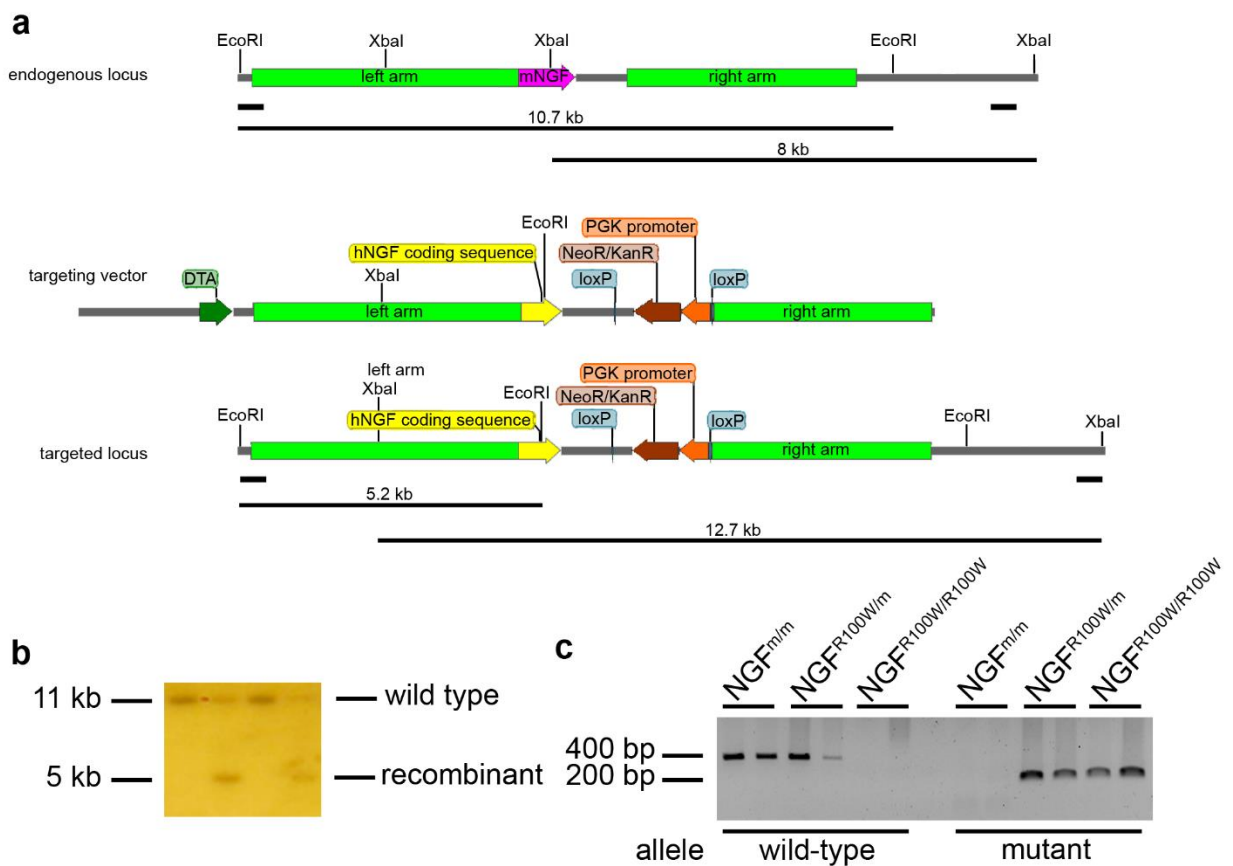 a
EcoRI XbaI XbaI EcoRI XbaI
endogenous locus left arm mNGF right arm
10.7 kb
8 kb
EcoRI PGK promoter
hNGF coding sequence NeoR/KanR
targeting vector DTA XbaI loxP loxP
left arm right arm
left arm PGK promoter
EcoRI XbaI EcoRI NeoR/KanR EcoRI XbaI
hNGF coding sequence loxP loxP
targeted locus right arm
5.2 kb
12.7 kb
b
11 kb wild type
5 kb recombinant
c
NGFm/m NGFR100W/m NGFR100W/R100W NGFm/m NGFR100W/m NGFR100W/R100W
400 bp
200 bp
allele wild-type mutant